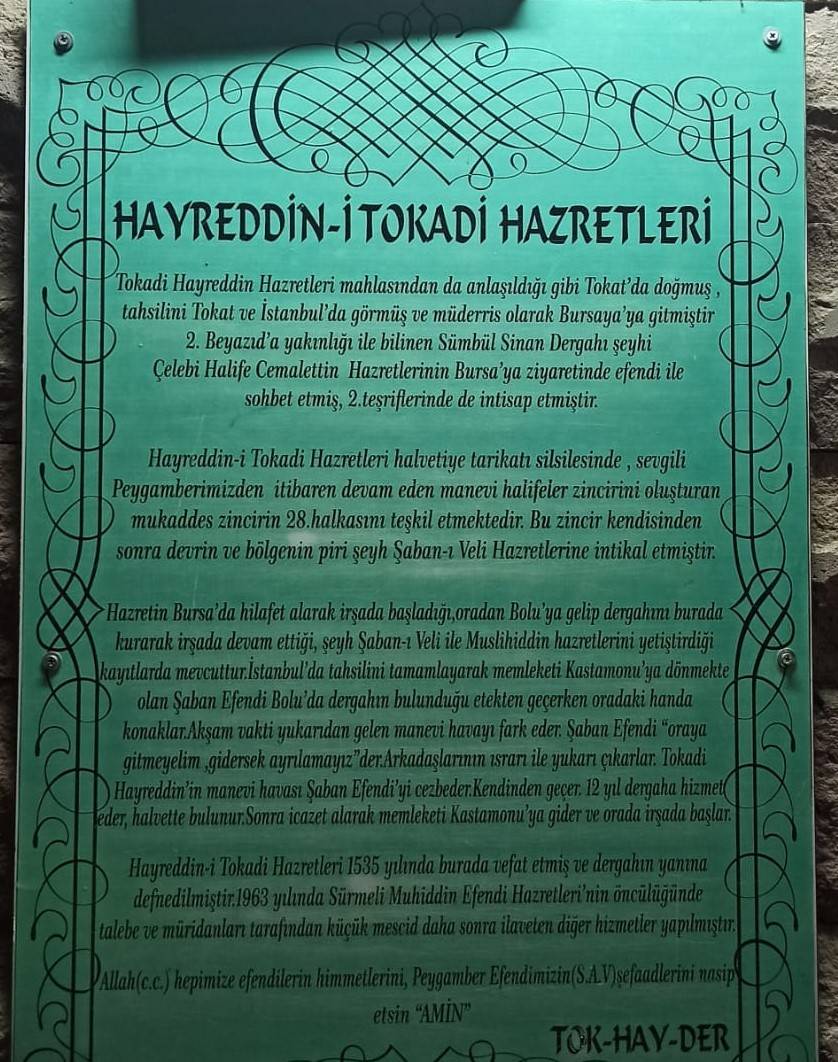 HAYREDDİN-İ TOKADİ HAZRETLERİ
Tokadi Hayreddin Hazretleri mahlasından da anlaşıldığı gibi Tokat'da doğmuş ,
tahsilini Tokat ve İstanbul'da görmüş ve müderris olarak Bursaya'ya gitmiştir
2. Beyazıd'a yakınlığı ile bilinen Sümbül Sinan Dergahı şeyhi
Çelebi Halife Cemalettin Hazretlerinin Bursa'ya ziyaretinde efendi ile
sohbet etmiş, 2.teşriflerinde de intisap etmiştir.
Hayreddin-i Tokadi Hazretleri halvetiye tarikatı silsilesinde , sevgili
Peygamberimizden itibaren devam eden manevi halifeler zincirini oluşturan
mukaddes zincirin 28.halkasını teşkil etmektedir. Bu zincir kendisinden
sonra devrin ve bölgenin piri şeyh Şaban-ı Veli Hazretlerine intikal etmiştir.
Hazretin Bursa'da hilafet alarak irşada başladığı,oradan Bolu'ya gelip dergahını burada
kurarak irşada devam ettiği, şeyh Şaban-ı Veli ile Muslihiddin hazretlerini yetiştirdiği
kayıtlarda mevcuttur.İstanbul'da tahsilini tamamlayarak memleketi Kastamonu'ya dönmekte
olan Şaban Efendi Bolu'da dergahın bulunduğu etekten geçerken oradaki handa
konaklar.Akşam vakti yukarıdan gelen manevi havayı fark eder. Şaban Efendi "oraya
gitmeyelim ,gidersek ayrılamayız"der.Arkadaşlarının ısrarı ile yukarı çıkarlar. Tokadi
Hayreddin'in manevi havası Şaban Efendi'yi cezbeder.Kendinden geçer. 12 yıl dergaha hizmet
eder, halvette bulunur.Sonra icazet alarak memleketi Kastamonu'ya gider ve orada irşada başlar.
Hayreddin-i Tokadi Hazretleri 1535 yılında burada vefat etmiş ve dergahın yanına
defnedilmiştir.1963 yılında Sürmeli Muhiddin Efendi Hazretleri'nin öncülüğünde
talebe ve müridanları tarafından küçük mescid daha sonra ilaveten diğer hizmetler yapılmıştır.
Allah(c.c.) hepimize efendilerin himmetlerini, Peygamber Efendimizin(S.A.V)şefaadlerini nasip
etsin "AMİN"
TOK-HAY-DER